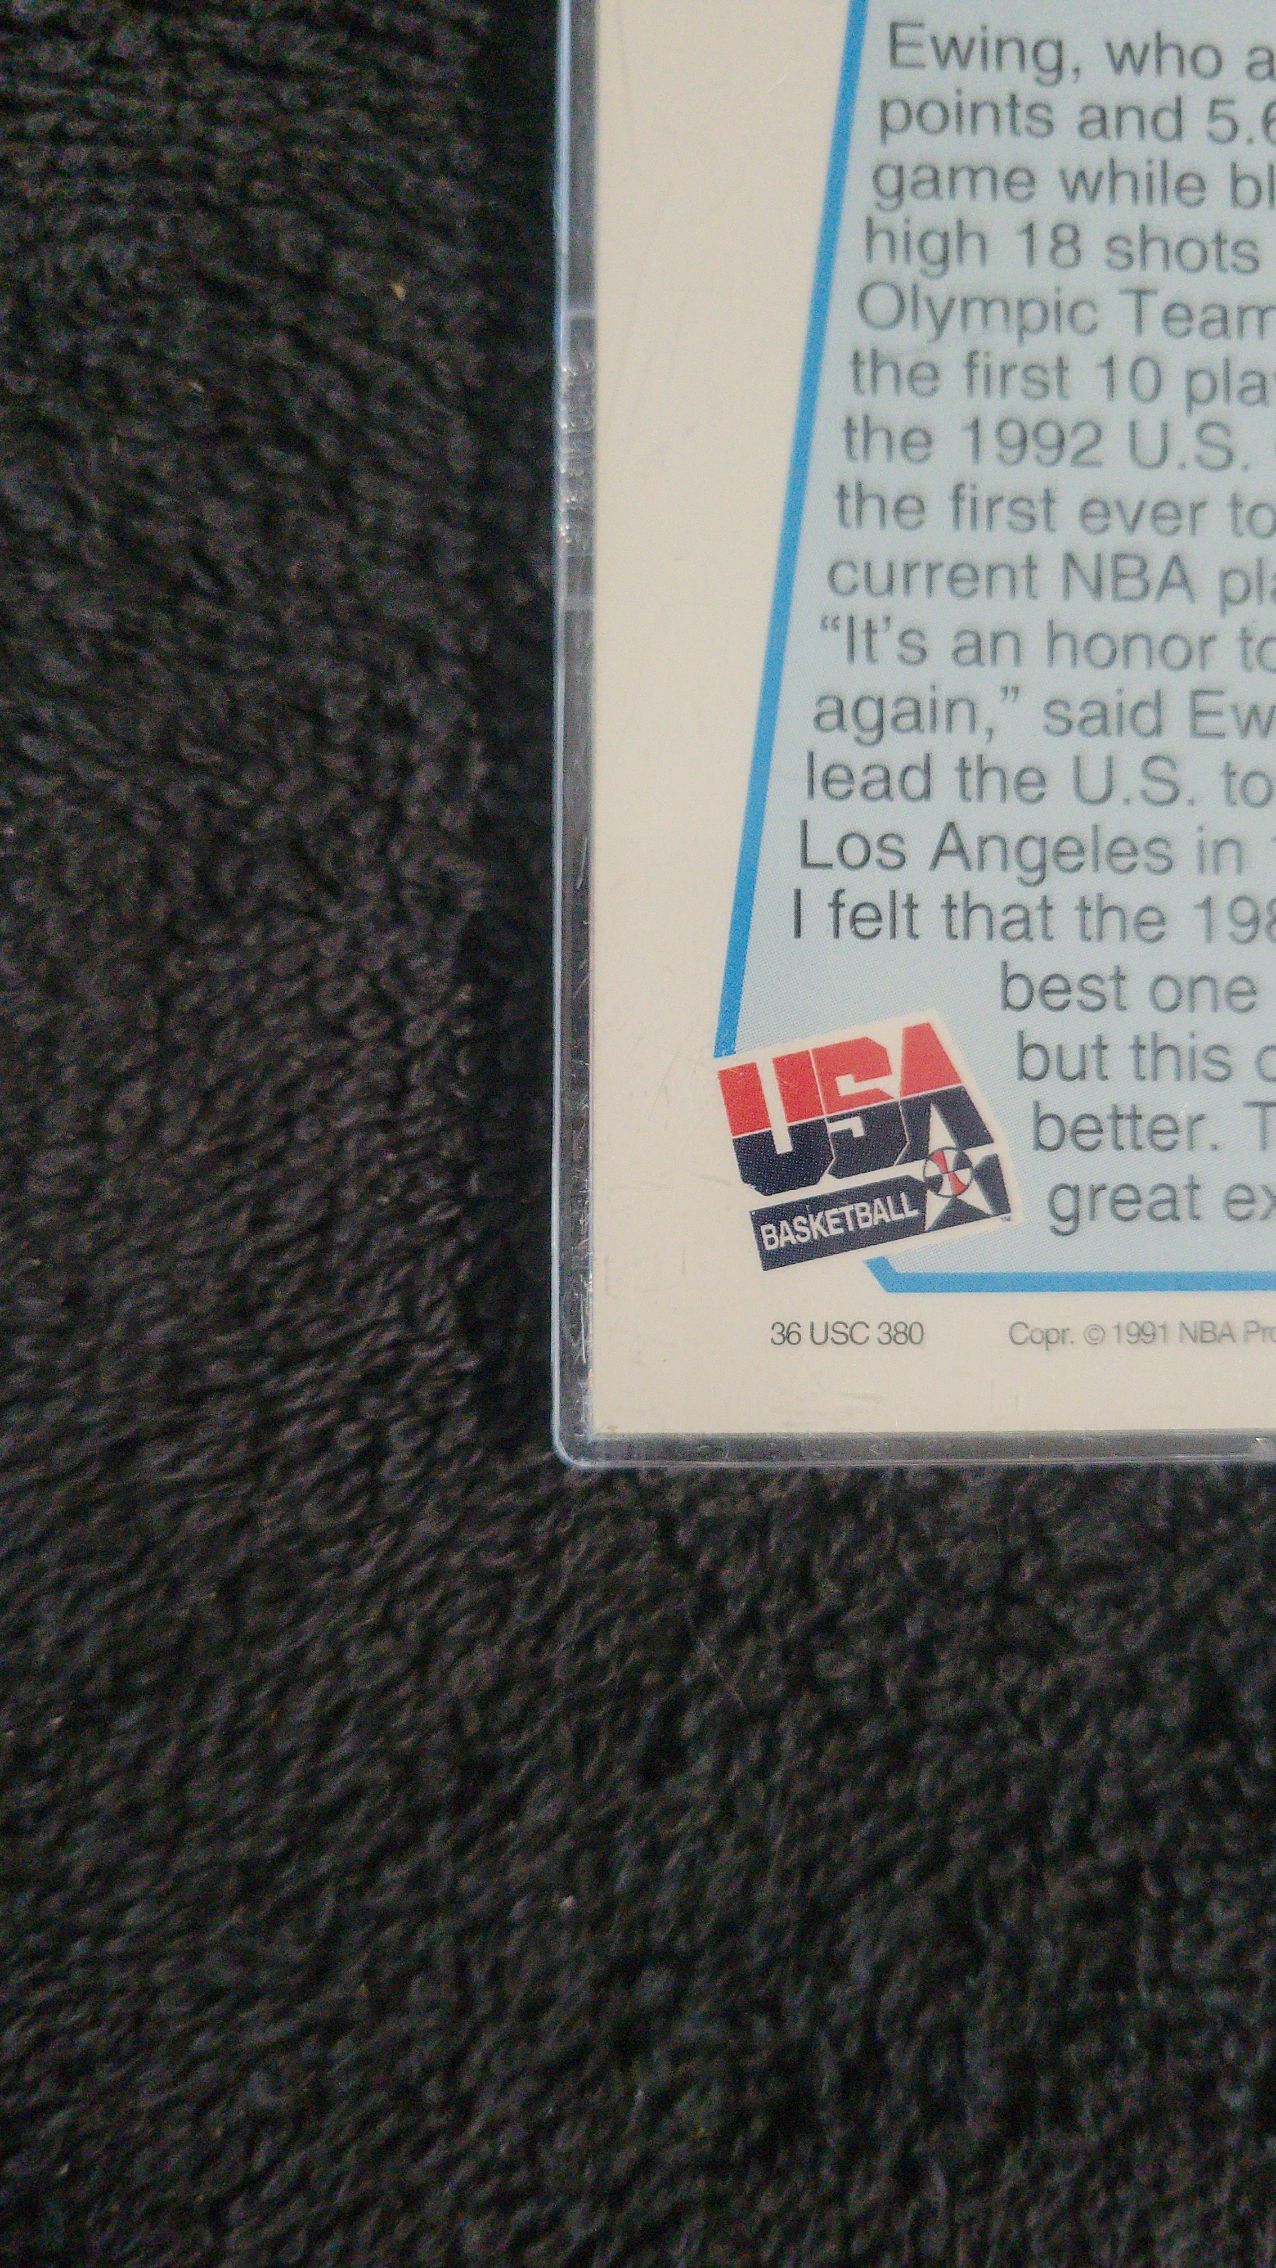 Ewing, who a
points and 5.6
game while bl
high 18 shots
Olympic Team
the first 10 pla
the 1992 U.S.
the first ever to
current NBA pla
“It’s an honor to
again,” said Ew
lead the U.S. to
Los Angeles in
I felt that the 198
best one
but this
better. T
great ex
USA
BASKETBALL
36 USC 380 Copr. © 1991 NBA Pro